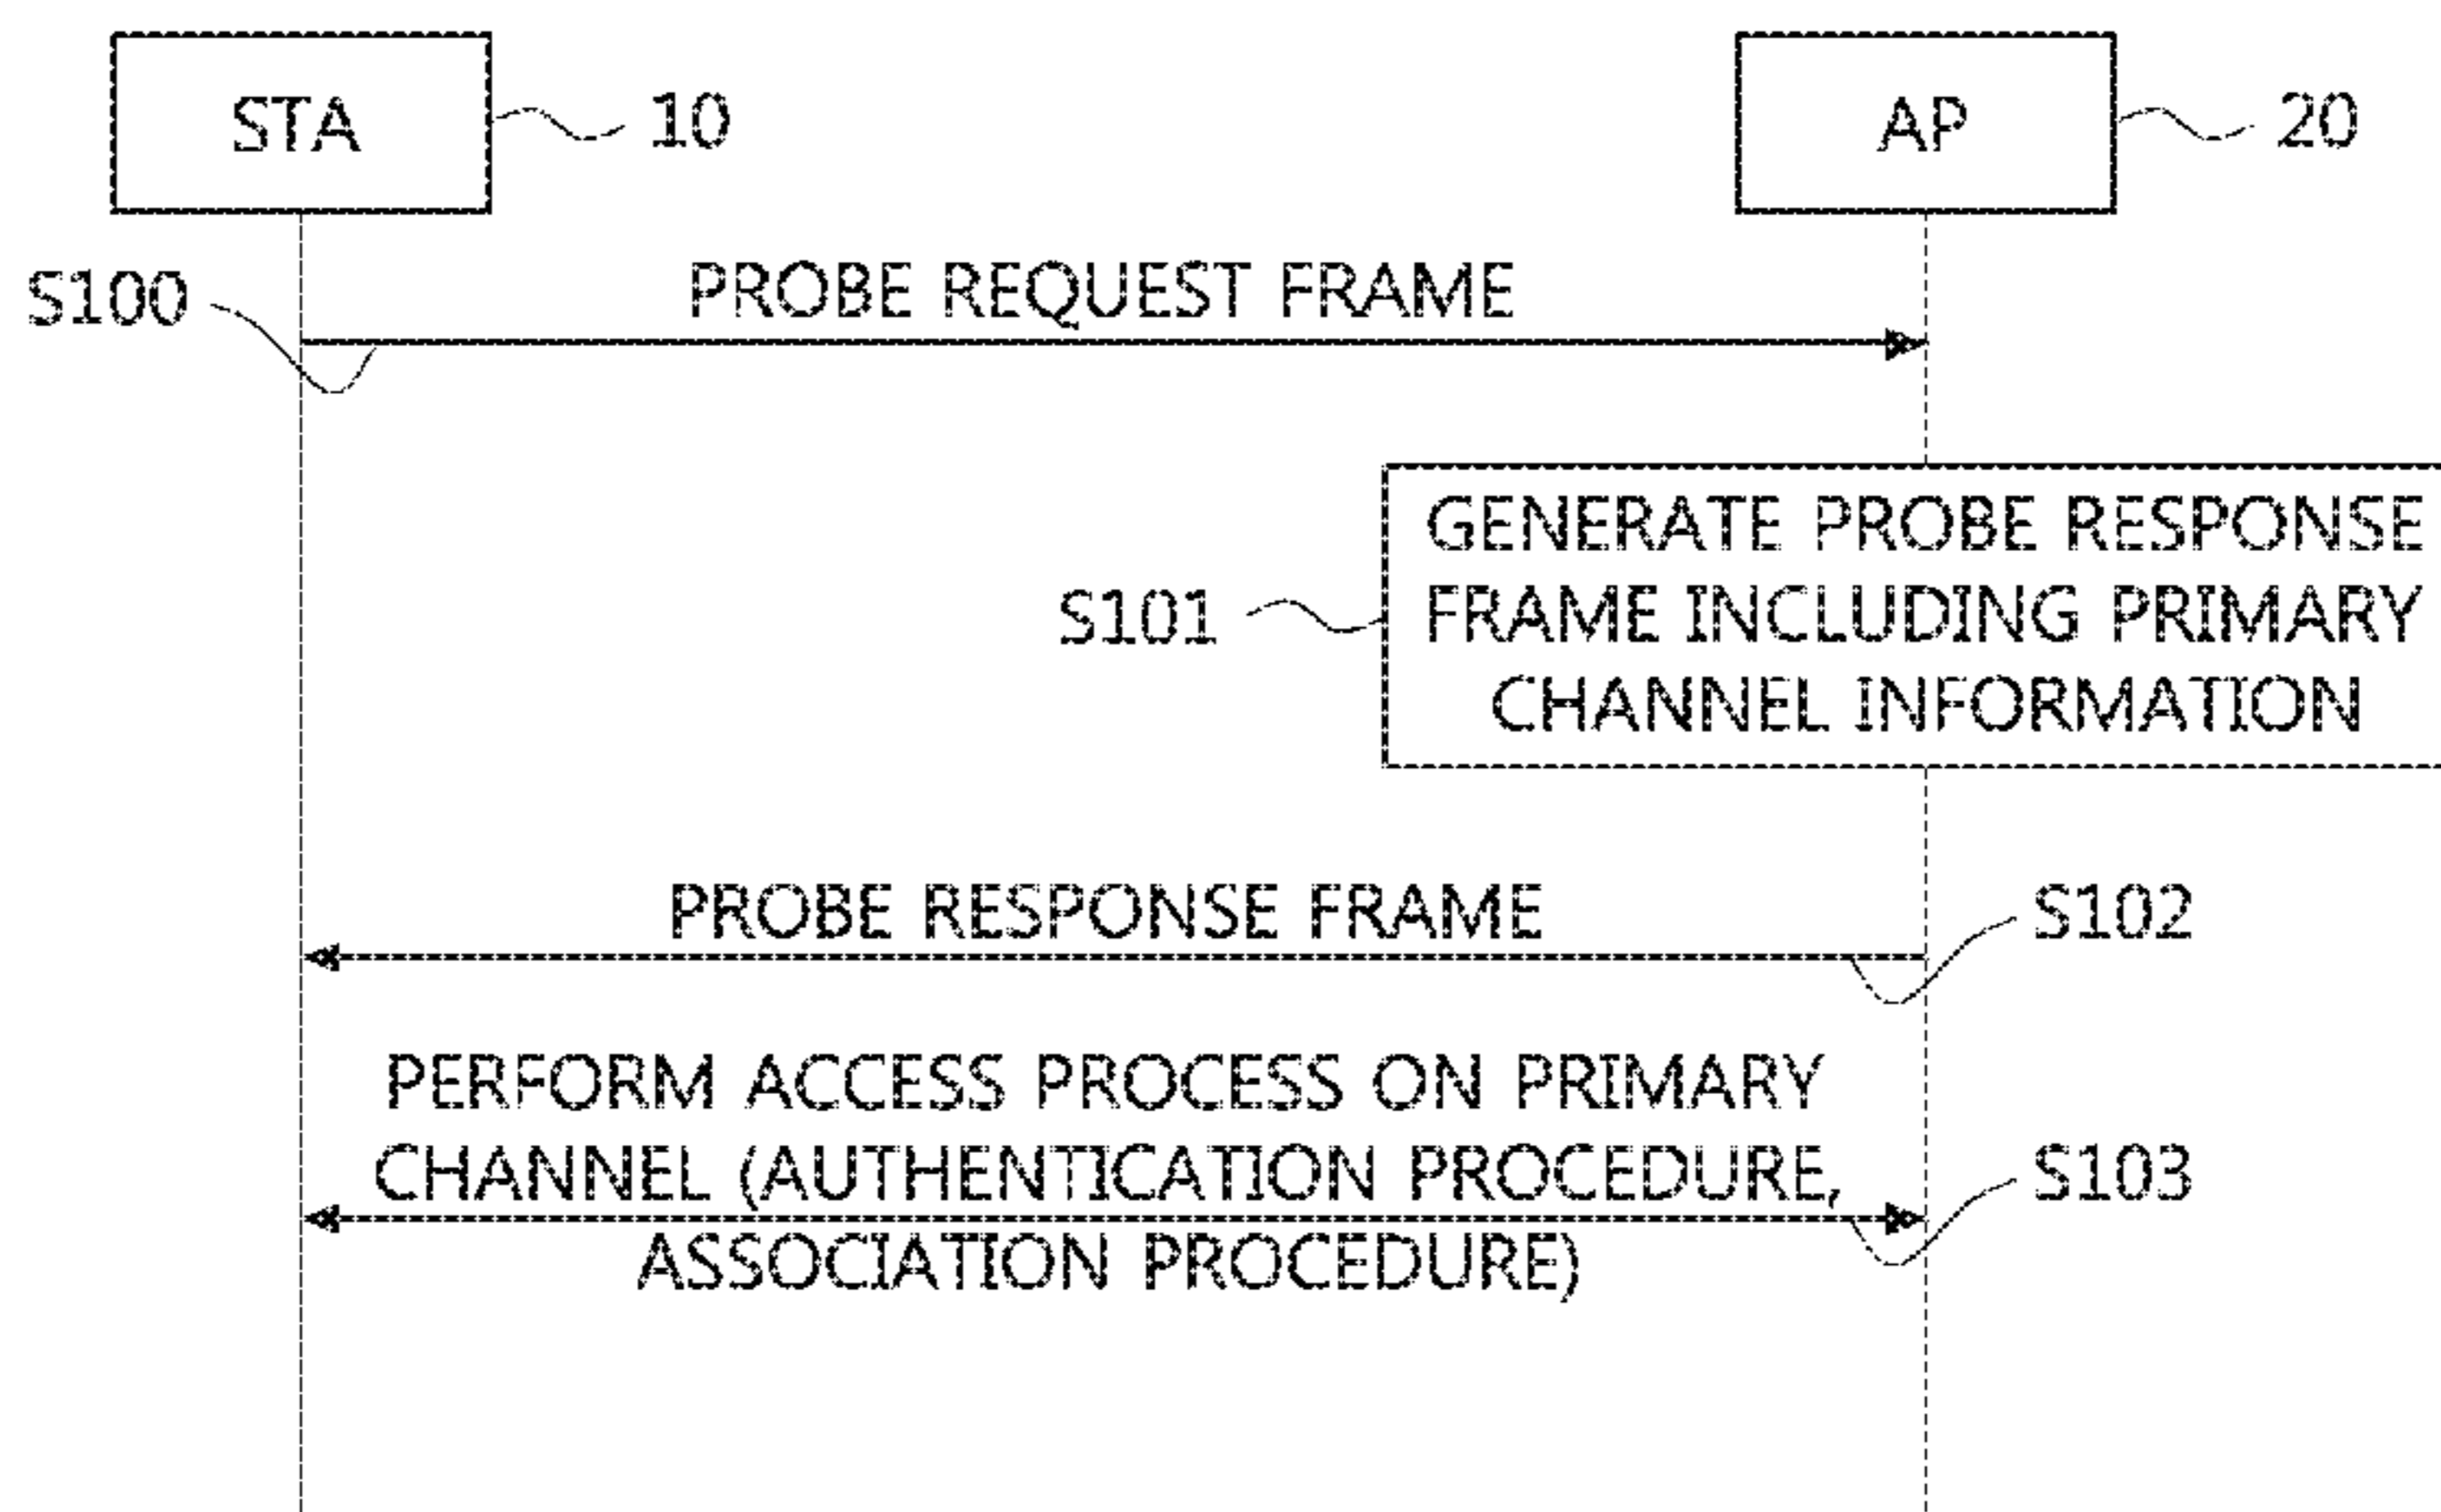 STA
10
AP
20
S100
PROBE REQUEST FRAME
GENERATE PROBE RESPONSE
FRAME INCLUDING PRIMARY
CHANNEL INFORMATION
S101
PROBE RESPONSE FRAME
S102
PERFORM ACCESS PROCESS ON PRIMARY
CHANNEL (AUTHENTICATION PROCEDURE,
ASSOCIATION PROCEDURE)
S103